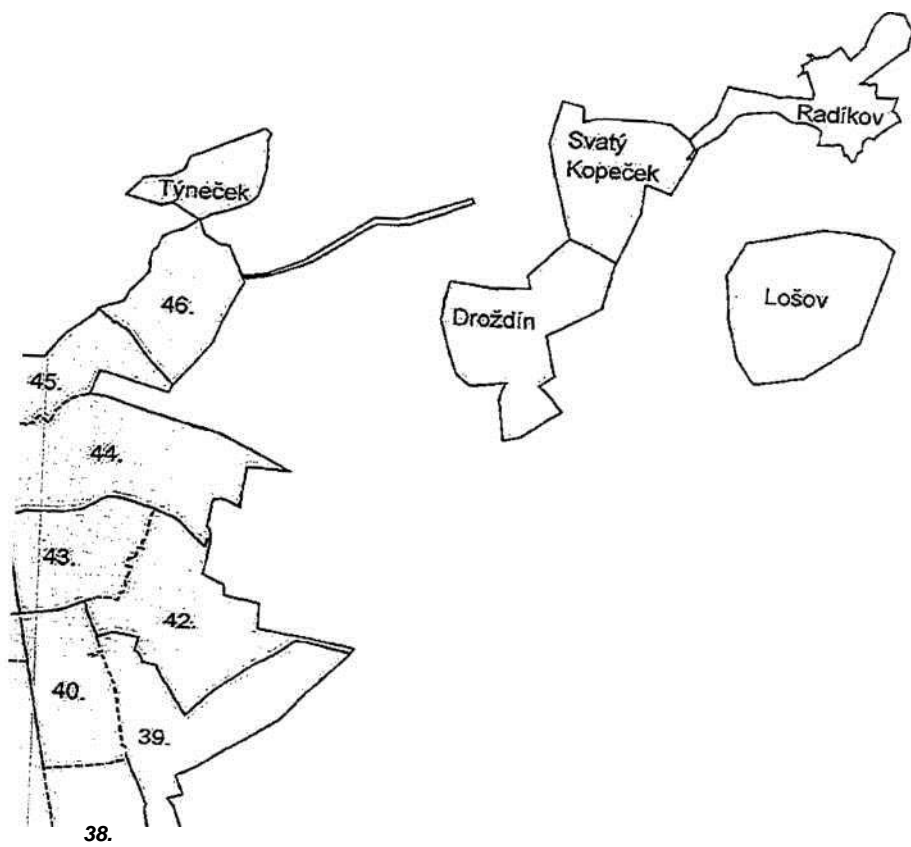 Radíkov
Svatý
Kopeček
Týneček
46.
Droždín
Lošov
45.
44.
43.
42.
40.
39.
38.